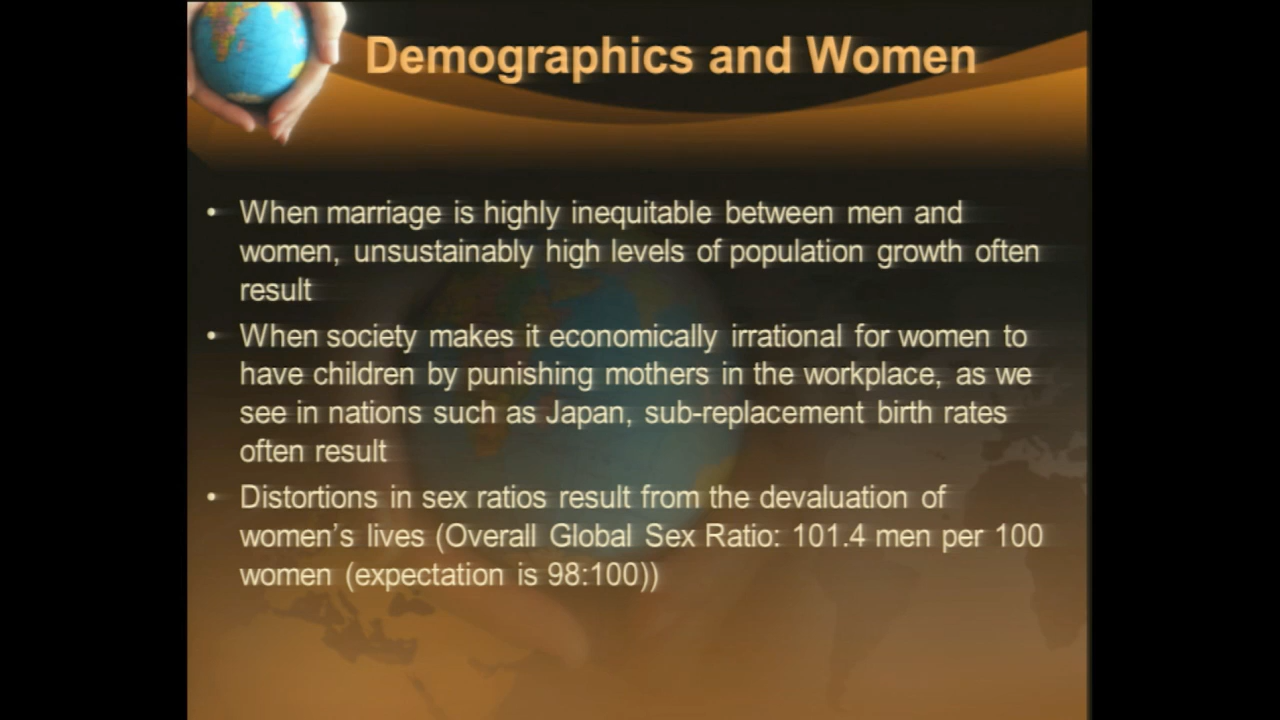 Demographics and Women
• When marriage is highly inequitable between men and
women, unsustainably high levels of population growth often
result
• When society makes it economically irrational for women to
have children by punishing mothers in the workplace, as we
see in nations such as Japan, sub-replacement birth rates
often result
• Distortions in sex ratios result from the devaluation of
women’s lives (Overall Global Sex Ratio: 101.4 men per 100
women (expectation is 98:100))